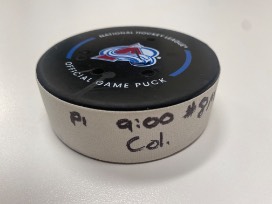 NATIONAL HOCKEY LEAGUE
OFFICIAL GAME PUCK
P1 9:00
Col.